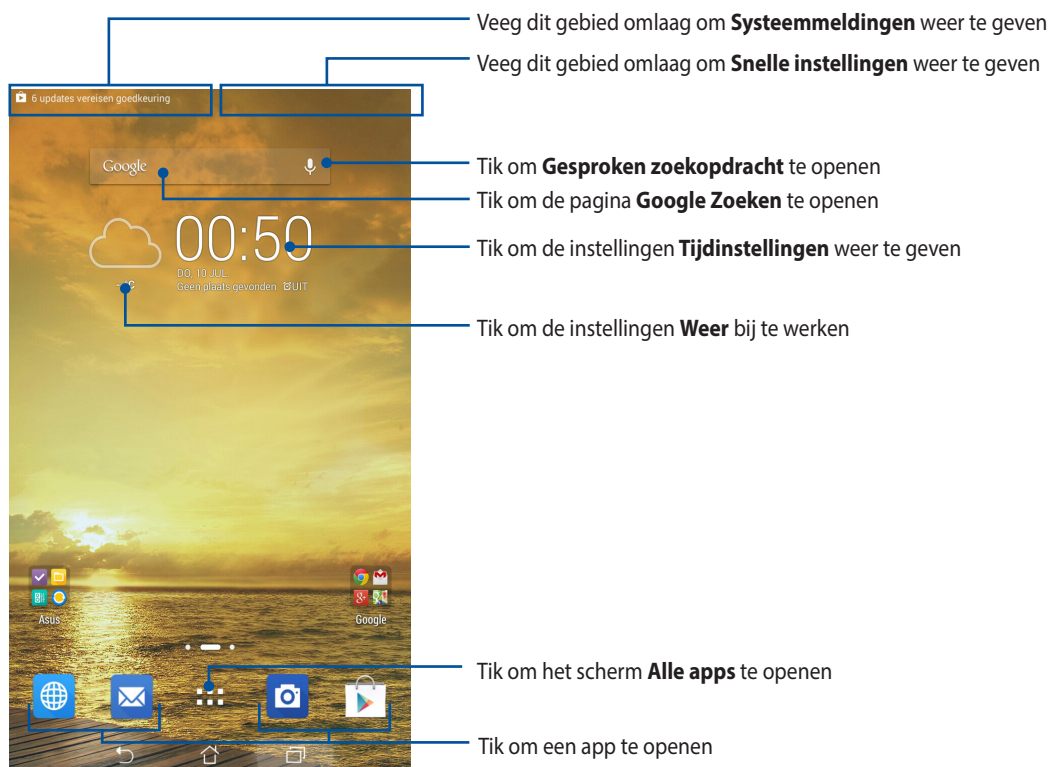 Veeg dit gebied omlaag om Systeemmeldingen weer te geven
Veeg dit gebied omlaag om Snelle instellingen weer te geven
6 updates vereisen goedkeuring
Google
Tik om Gesproken zoekopdracht te openen
Tik om de pagina Google Zoeken te openen
00:50
Tik om de instellingen Tijdinstellingen weer te geven
DO, 10 JUL.
Geen plaats gevonden UIT
Tik om de instellingen Weer bij te werken
Asus
Google
Tik om het scherm Alle apps te openen
Tik om een app te openen